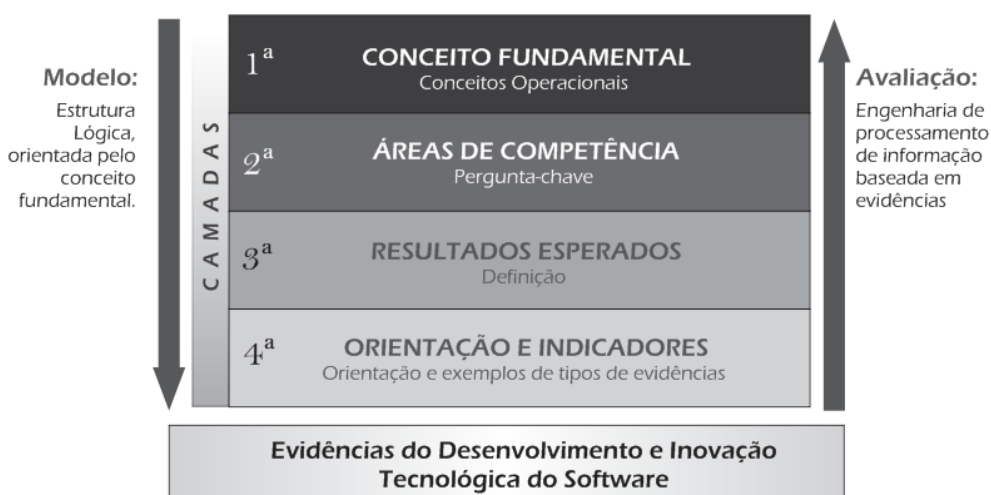 Modelo:
Estrutura
Lógica,
orientada pelo
conceito
fundamental.
CAMADAS
1ª
CONCEITO FUNDAMENTAL
Conceitos Operacionais
2ª
ÁREAS DE COMPETÊNCIA
Pergunta-chave
3ª
RESULTADOS ESPERADOS
Definição
4ª
ORIENTAÇÃO E INDICADORES
Orientação e exemplos de tipos de evidências
Avaliação:
Engenharia de
processamento
de informação
baseada em
evidências
Evidências do Desenvolvimento e Inovação
Tecnológica do Software